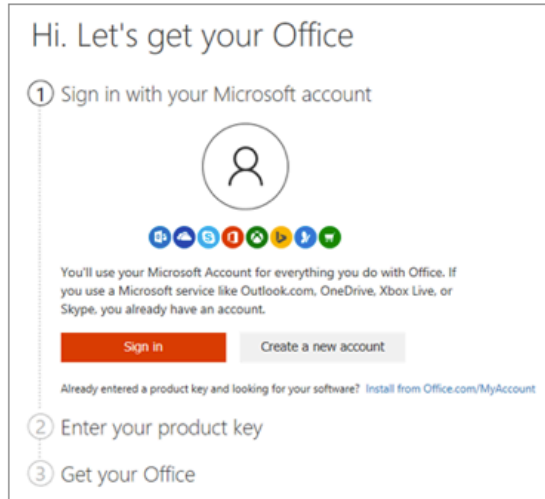 Hi. Let's get your Office
1 Sign in with your Microsoft account
You'll use your Microsoft Account for everything you do with Office. If
you use a Microsoft service like Outlook.com, OneDrive, Xbox Live, or
Skype, you already have an account.
Sign in Create a new account
Already entered a product key and looking for your software? Install from Office.com/MyAccount
2 Enter your product key
3 Get your Office